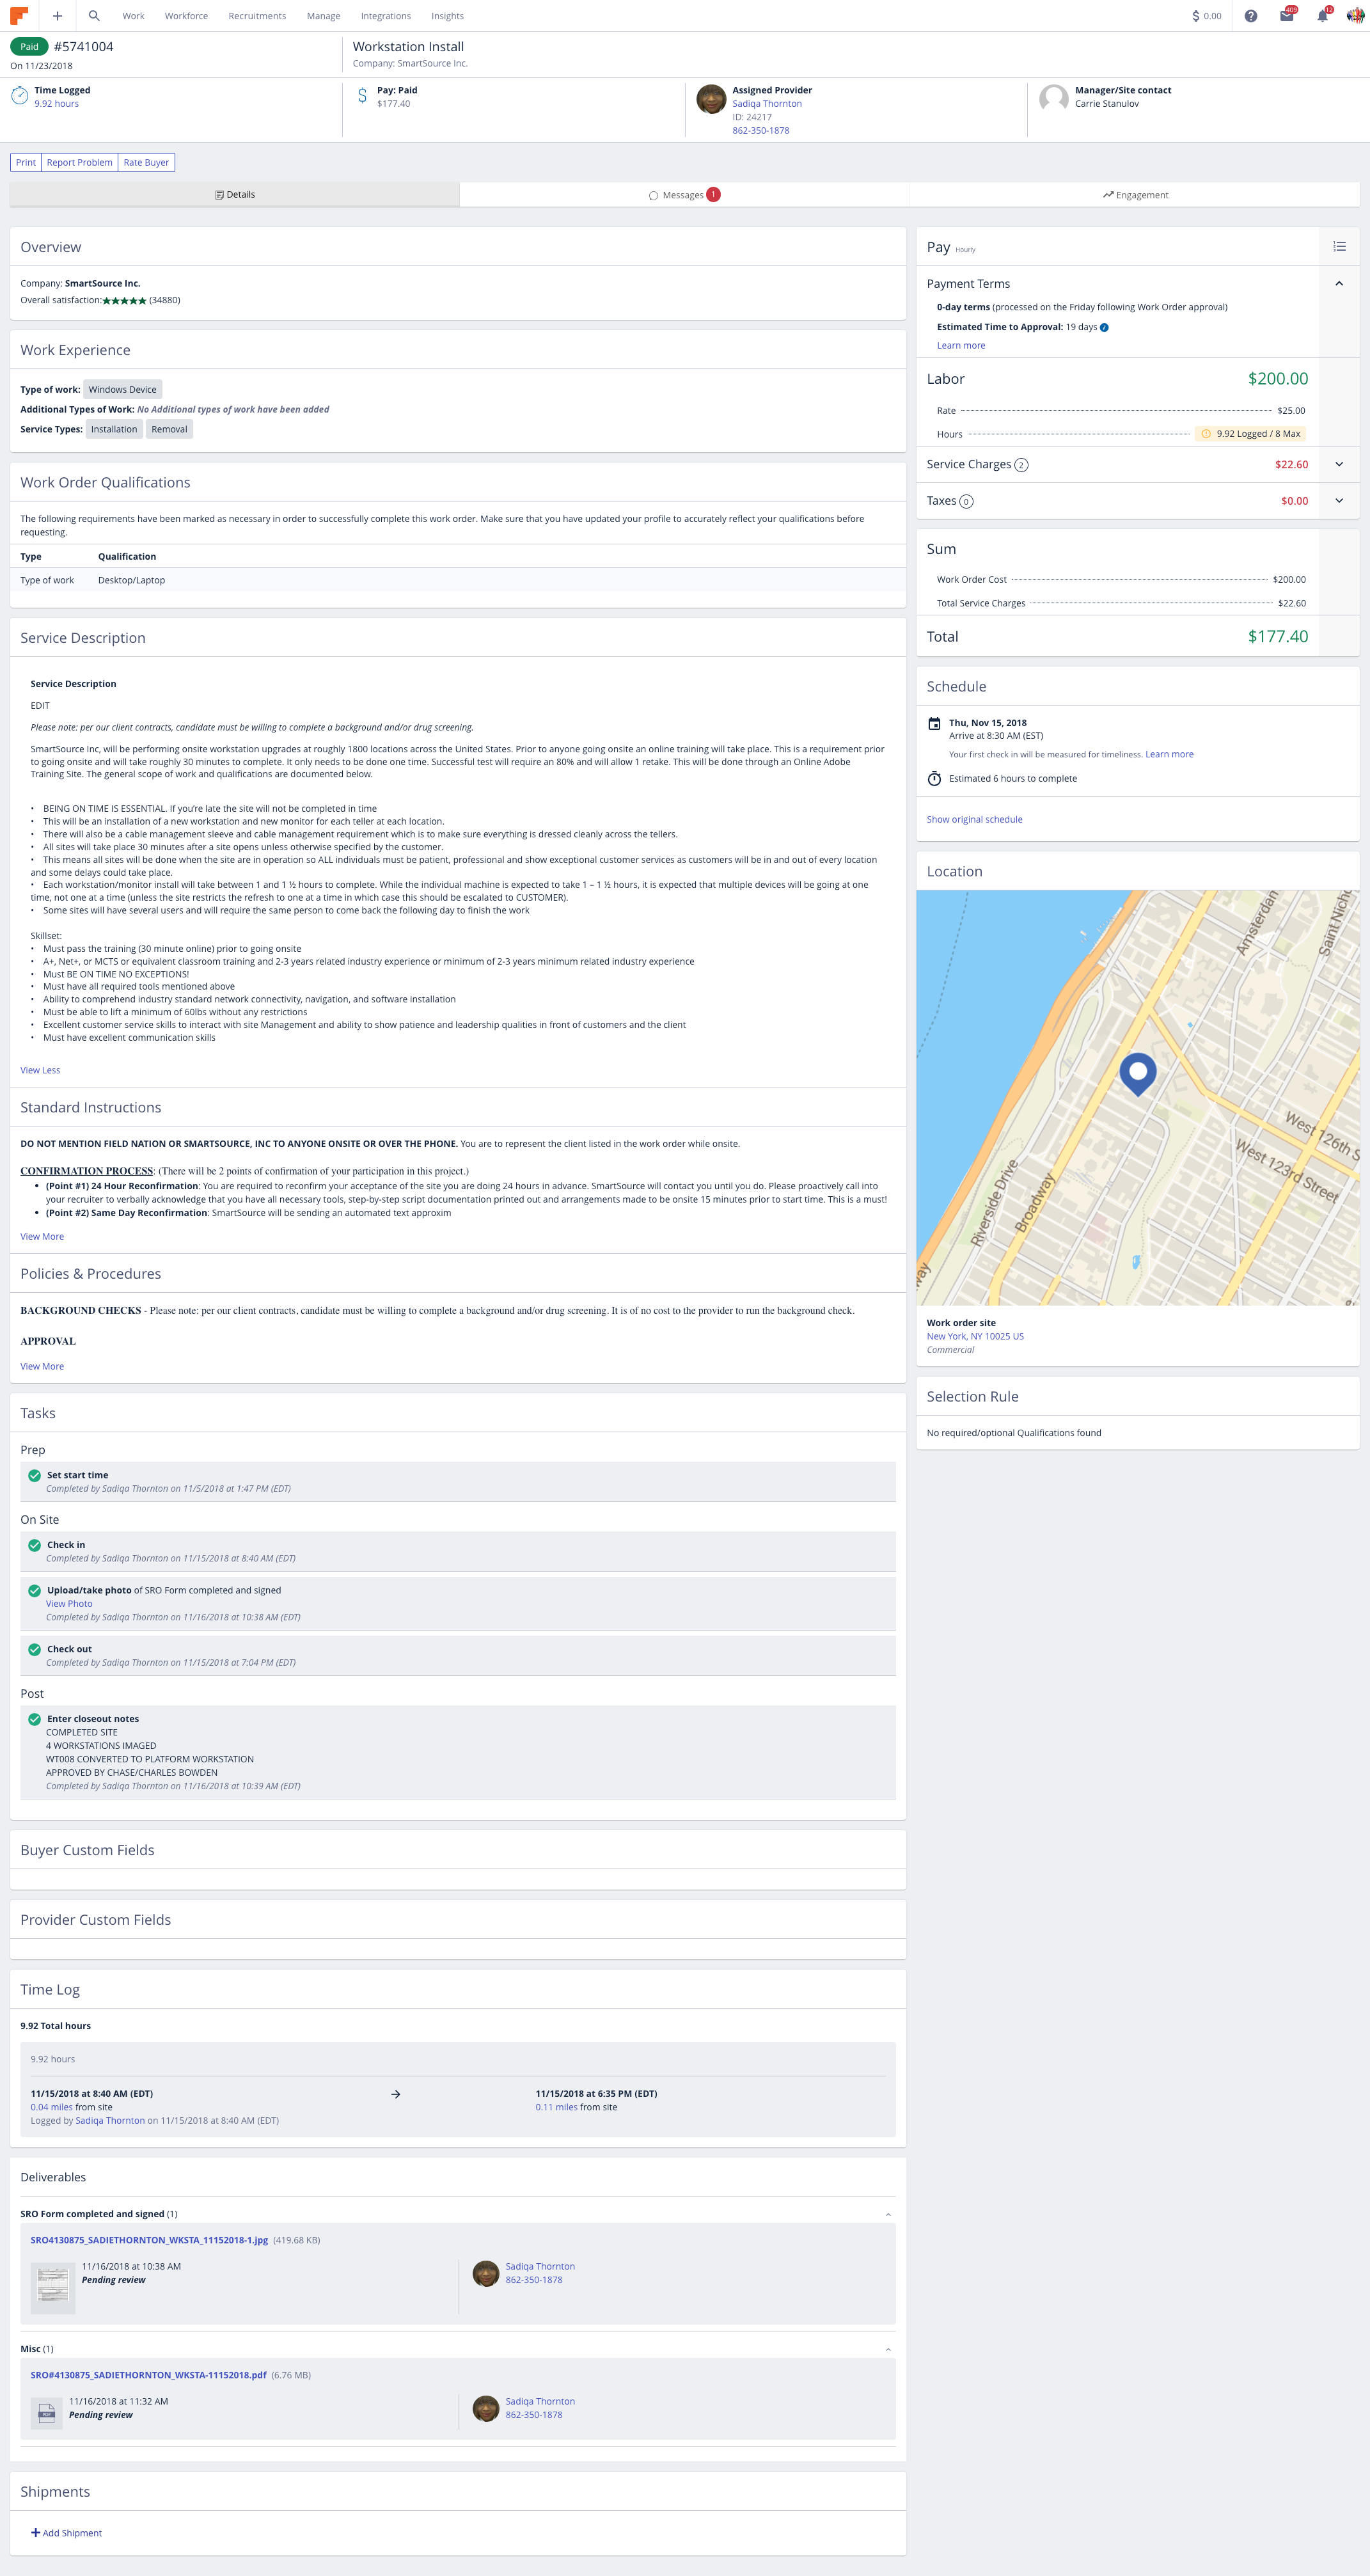 Work Workforce Recruitments Manage Integrations Insights $ 0.00 409 12
Paid #5741004
On 11/23/2018
Workstation Install
Company: SmartSource Inc.
Time Logged
9.92 hours
Pay: Paid
$177.40
Assigned Provider
Sadiqa Thornton
ID: 24217
862-350-1878
Manager/Site contact
Carrie Stanulov
Print Report Problem Rate Buyer
Details Messages 1 Engagement
Overview
Company: SmartSource Inc.
Overall satisfaction:★★★★★ (34880)
Work Experience
Type of work: Windows Device
Additional Types of Work: No Additional types of work have been added
Service Types: Installation Removal
Work Order Qualifications
The following requirements have been marked as necessary in order to successfully complete this work order. Make sure that you have updated your profile to accurately reflect your qualifications before
requesting.
Type Qualification
Type of work Desktop/Laptop
Service Description
Service Description
EDIT
Please note: per our client contracts, candidate must be willing to complete a background and/or drug screening.
SmartSource Inc, will be performing onsite workstation upgrades at roughly 1800 locations across the United States. Prior to anyone going onsite an online training will take place. This is a requirement prior
to going onsite and will take roughly 30 minutes to complete. It only needs to be done one time. Successful test will require an 80% and will allow 1 retake. This will be done through an Online Adobe
Training Site. The general scope of work and qualifications are documented below.
• BEING ON TIME IS ESSENTIAL. If you're late the site will not be completed in time
• This will be an installation of a new workstation and new monitor for each teller at each location.
• There will also be a cable management sleeve and cable management requirement which is to make sure everything is dressed cleanly across the tellers.
• All sites will take place 30 minutes after a site opens unless otherwise specified by the customer.
• This means all sites will be done when the site are in operation so ALL individuals must be patient, professional and show exceptional customer services as customers will be in and out of every location
and some delays could take place.
• Each workstation/monitor install will take between 1 and 1 ½ hours to complete. While the individual machine is expected to take 1 – 1 ½ hours, it is expected that multiple devices will be going at one
time, not one at a time (unless the site restricts the refresh to one at a time in which case this should be escalated to CUSTOMER).
• Some sites will have several users and will require the same person to come back the following day to finish the work
Skillset:
• Must pass the training (30 minute online) prior to going onsite
• A+, Net+, or MCTS or equivalent classroom training and 2-3 years related industry experience or minimum of 2-3 years minimum related industry experience
• Must BE ON TIME NO EXCEPTIONS!
• Must have all required tools mentioned above
• Ability to comprehend industry standard network connectivity, navigation, and software installation
• Must be able to lift a minimum of 60lbs without any restrictions
• Excellent customer service skills to interact with site Management and ability to show patience and leadership qualities in front of customers and the client
• Must have excellent communication skills
View Less
Standard Instructions
DO NOT MENTION FIELD NATION OR SMARTSOURCE, INC TO ANYONE ONSITE OR OVER THE PHONE. You are to represent the client listed in the work order while onsite.
CONFIRMATION PROCESS: (There will be 2 points of confirmation of your participation in this project.)
• (Point #1) 24 Hour Reconfirmation: You are required to reconfirm your acceptance of the site you are doing 24 hours in advance. SmartSource will contact you until you do. Please proactively call into
your recruiter to verbally acknowledge that you have all necessary tools, step-by-step script documentation printed out and arrangements made to be onsite 15 minutes prior to start time. This is a must!
• (Point #2) Same Day Reconfirmation: SmartSource will be sending an automated text approxim
View More
Policies & Procedures
BACKGROUND CHECKS - Please note: per our client contracts, candidate must be willing to complete a background and/or drug screening. It is of no cost to the provider to run the background check.
APPROVAL
View More
Tasks
Prep
Set start time
Completed by Sadiqa Thornton on 11/5/2018 at 1:47 PM (EDT)
On Site
Check in
Completed by Sadiqa Thornton on 11/15/2018 at 8:40 AM (EDT)
Upload/take photo of SRO Form completed and signed
View Photo
Completed by Sadiqa Thornton on 11/16/2018 at 10:38 AM (EDT)
Check out
Completed by Sadiqa Thornton on 11/15/2018 at 7:04 PM (EDT)
Post
Enter closeout notes
COMPLETED SITE
4 WORKSTATIONS IMAGED
WT008 CONVERTED TO PLATFORM WORKSTATION
APPROVED BY CHASE/CHARLES BOWDEN
Completed by Sadiqa Thornton on 11/16/2018 at 10:39 AM (EDT)
Buyer Custom Fields
Provider Custom Fields
Time Log
9.92 Total hours
9.92 hours
11/15/2018 at 8:40 AM (EDT) → 11/15/2018 at 6:35 PM (EDT)
0.04 miles from site 0.11 miles from site
Logged by Sadiqa Thornton on 11/15/2018 at 8:40 AM (EDT)
Deliverables
SRO Form completed and signed (1)
SRO4130875_SADIETHORNTON_WKSTA_11152018-1.jpg (419.68 KB)
11/16/2018 at 10:38 AM
Pending review
Sadiqa Thornton
862-350-1878
Misc (1)
SRO#4130875_SADIETHORNTON_WKSTA-11152018.pdf (6.76 MB)
PDF
11/16/2018 at 11:32 AM
Pending review
Sadiqa Thornton
862-350-1878
Shipments
+ Add Shipment
Pay Hourly
Payment Terms
0-day terms (processed on the Friday following Work Order approval)
Estimated Time to Approval: 19 days
Learn more
Labor $200.00
Rate $25.00
Hours 9.92 Logged / 8 Max
Service Charges 2 $22.60
Taxes 0 $0.00
Sum
Work Order Cost $200.00
Total Service Charges $22.60
Total $177.40
Schedule
Thu, Nov 15, 2018
Arrive at 8:30 AM (EST)
Your first check in will be measured for timeliness. Learn more
Estimated 6 hours to complete
Show original schedule
Location
Amsterdam
Saint Nich
West 126th S
West 123rd Street
Riverside Drive
Broadway
way
Work order site
New York, NY 10025 US
Commercial
Selection Rule
No required/optional Qualifications found